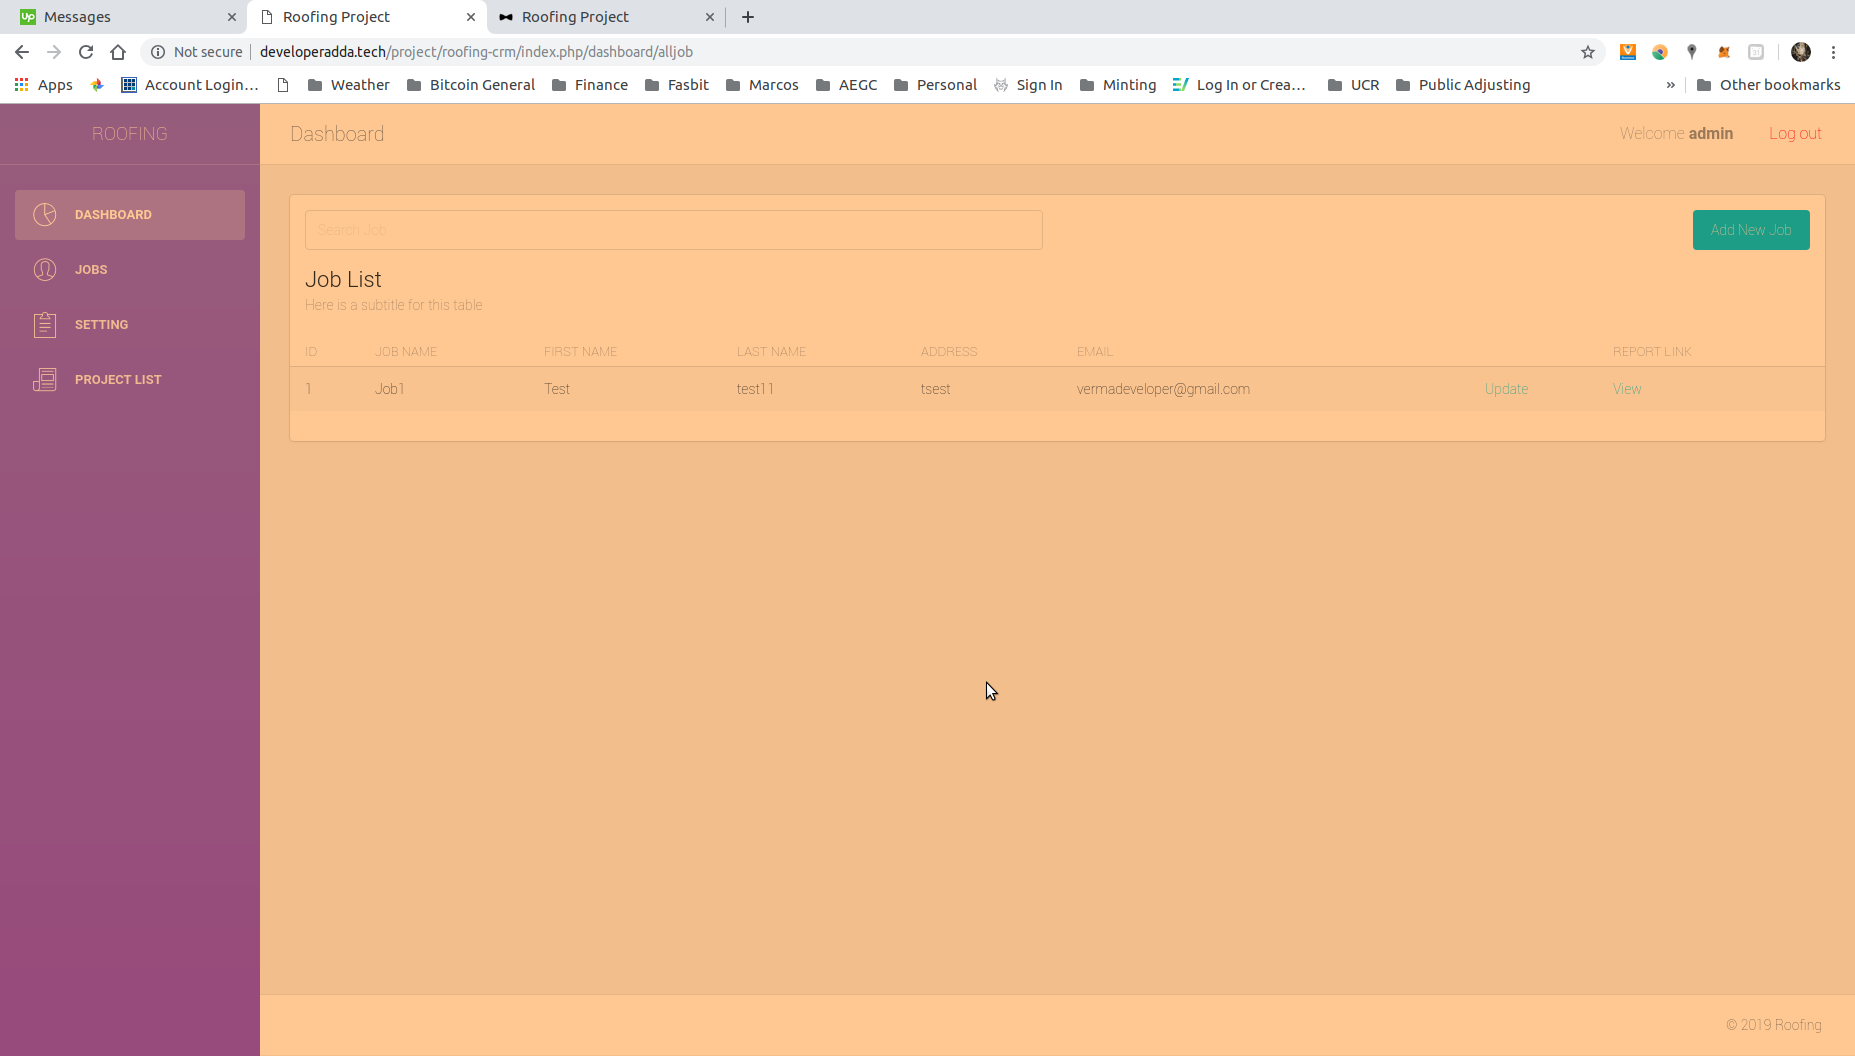 Messages
Roofing Project
Roofing Project
Not secure
developeradda.tech/project/roofing-crm/index.php/dashboard/alljob
Apps
Account Login…
Weather
Bitcoin General
Finance
Fasbit
Marcos
AEGC
Personal
Sign In
Minting
Log In or Crea…
UCR
Public Adjusting
»
Other bookmarks
ROOFING
Dashboard
Welcome admin
Log out
DASHBOARD
JOBS
SETTING
PROJECT LIST
Search Job
Add New Job
Job List
Here is a subtitle for this table
ID JOB NAME FIRST NAME LAST NAME ADDRESS EMAIL REPORT LINK
1 Job1 Test test11 tsest vermadeveloper@gmail.com Update View
© 2019 Roofing